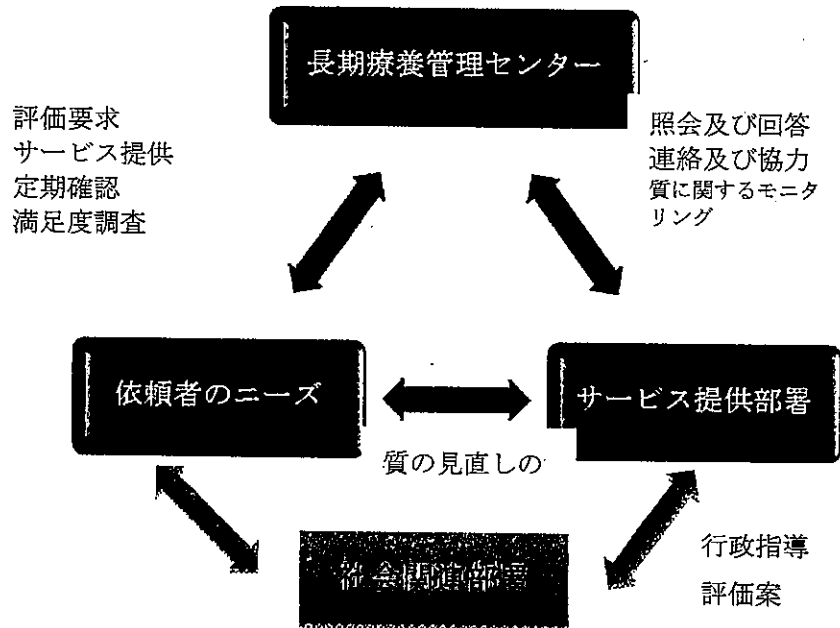 長期療養管理センター
評価要求
サービス提供
定期確認
満足度調査
照会及び回答
連絡及び協力
質に関するモニタ
リング
依頼者のニーズ
サービス提供部署
質の見直しの
社会関連部署
行政指導
評価案